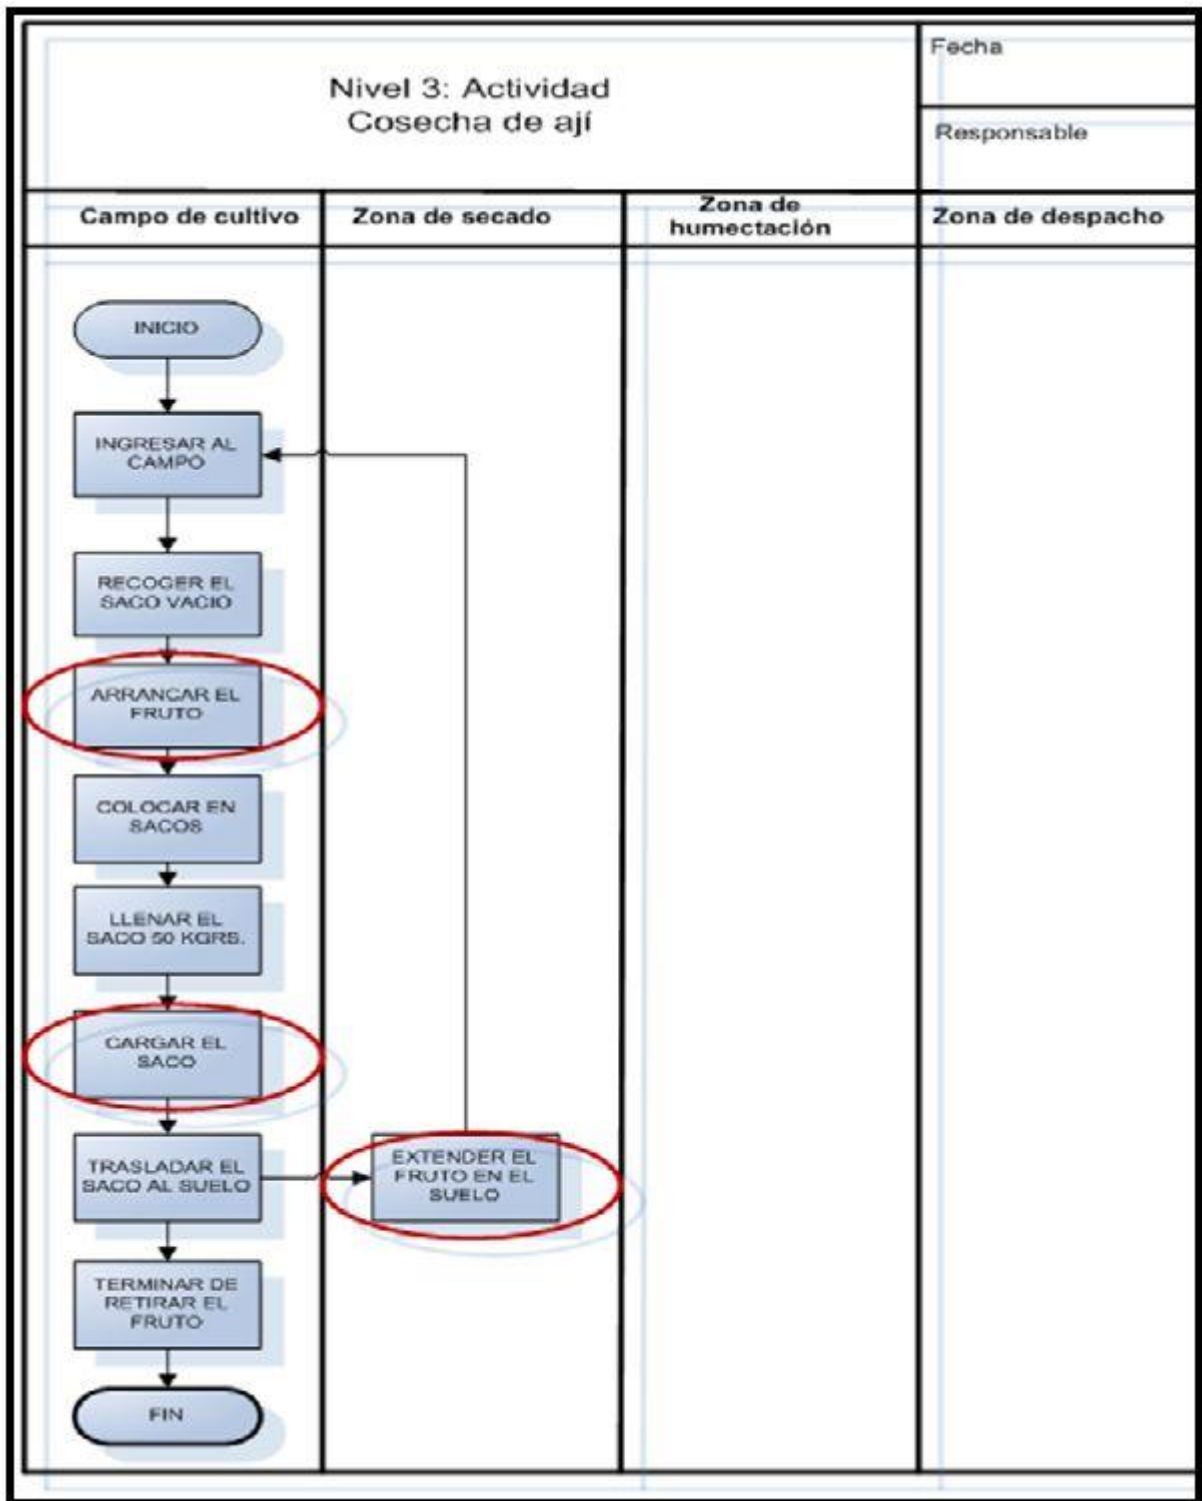 Nivel 3: Actividad
Cosecha de ají
Fecha
Responsable
Campo de cultivo
Zona de secado
Zona de
humectación
Zona de despacho
INICIO
INGRESAR AL
CAMPO
RECOGER EL
SACO VACIO
ARRANCAR EL
FRUTO
COLOCAR EN
SACOS
LLENAR EL
SACO 50 KGRS.
CARGAR EL
SACO
TRASLADAR EL
SACO AL SUELO
EXTENDER EL
FRUTO EN EL
SUELO
TERMINAR DE
RETIRAR EL
FRUTO
FIN